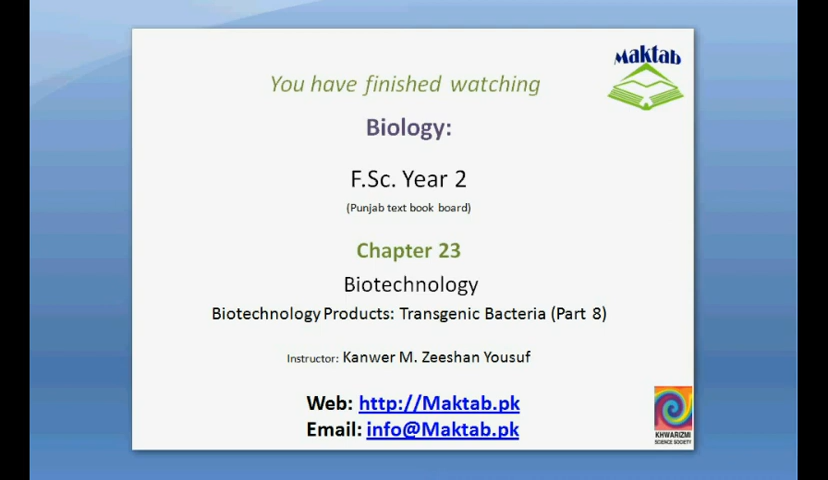 Maktab
You have finished watching
Biology:
F.Sc. Year 2
(Punjab text book board)
Chapter 23
Biotechnology
Biotechnology Products: Transgenic Bacteria (Part 8)
Instructor: Kanwer M. Zeeshan Yousuf
Web: http://Maktab.pk
Email: info@Maktab.pk
KHWARIZMI
SCIENCE SOCIETY